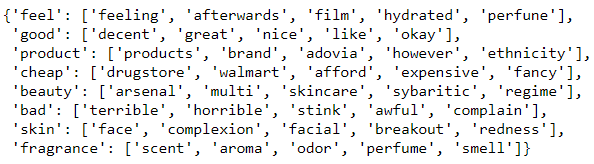 {'feel': ['feeling', 'afterwards', 'film', 'hydrated', 'perfune'],
'good': ['decent', 'great', 'nice', 'like', 'okay'],
'product': ['products', 'brand', 'adovia', 'however', 'ethnicity'],
'cheap': ['drugstore', 'walmart', 'afford', 'expensive', 'fancy'],
'beauty': ['arsenal', 'multi', 'skincare', 'sybaritic', 'regime'],
'bad': ['terrible', 'horrible', 'stink', 'awful', 'complain'],
'skin': ['face', 'complexion', 'facial', 'breakout', 'redness'],
'fragrance': ['scent', 'aroma', 'odor', 'perfume', 'smell']}